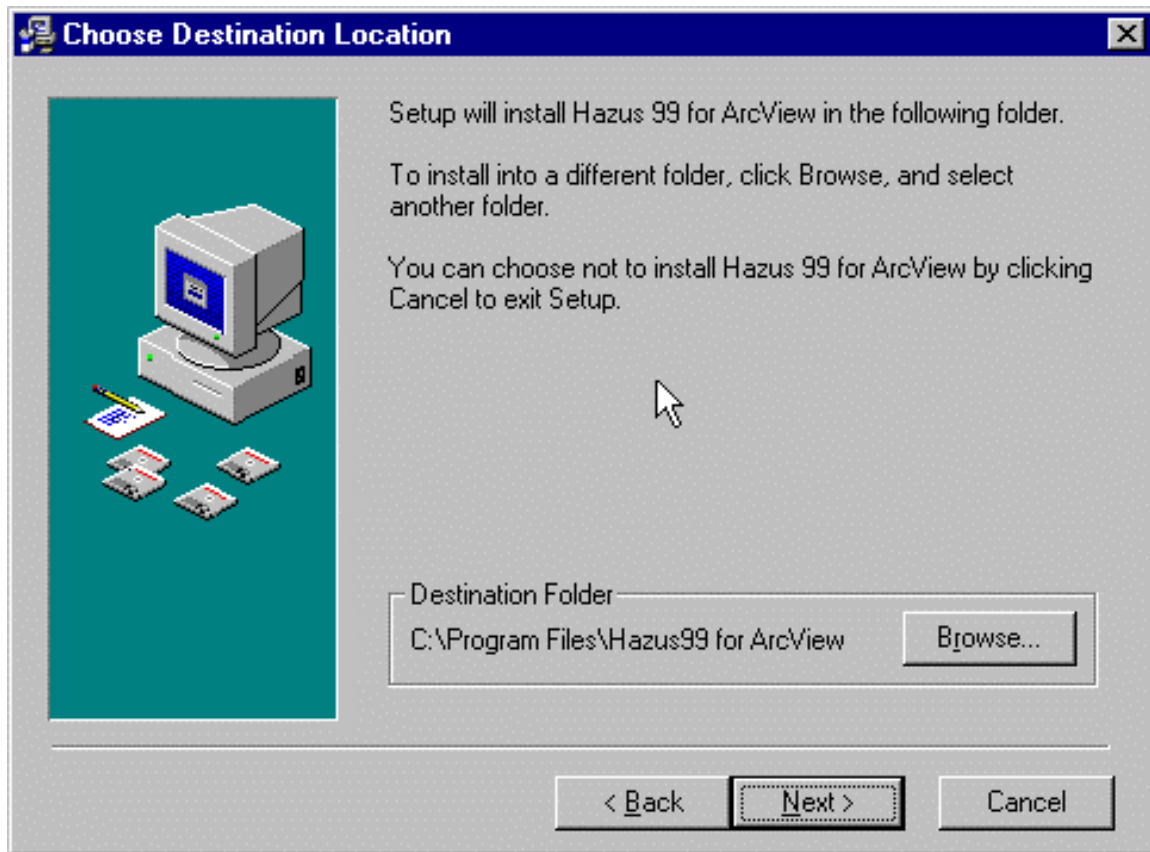 Choose Destination Location
Setup will install Hazus 99 for ArcView in the following folder.
To install into a different folder, click Browse, and select
another folder.
You can choose not to install Hazus 99 for ArcView by clicking
Cancel to exit Setup.
Destination Folder
C:\Program Files\Hazus99 for ArcView
Browse...
< Back
Next >
Cancel